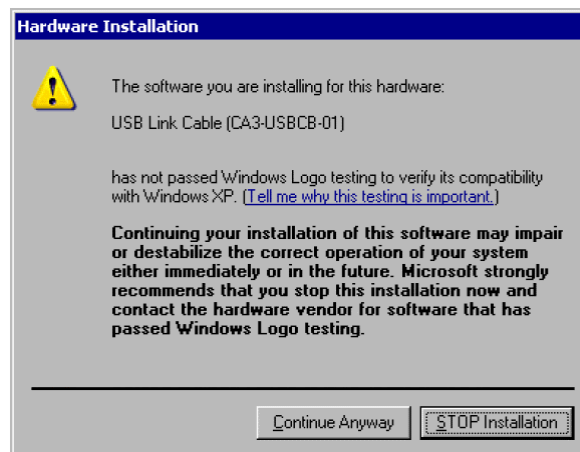 Hardware Installation
The software you are installing for this hardware:
USB Link Cable (CA3-USBCB-01)
has not passed Windows Logo testing to verify its compatibility
with Windows XP. (Tell me why this testing is important.)
Continuing your installation of this software may impair
or destabilize the correct operation of your system
either immediately or in the future. Microsoft strongly
recommends that you stop this installation now and
contact the hardware vendor for software that has
passed Windows Logo testing.
Continue Anyway STOP Installation